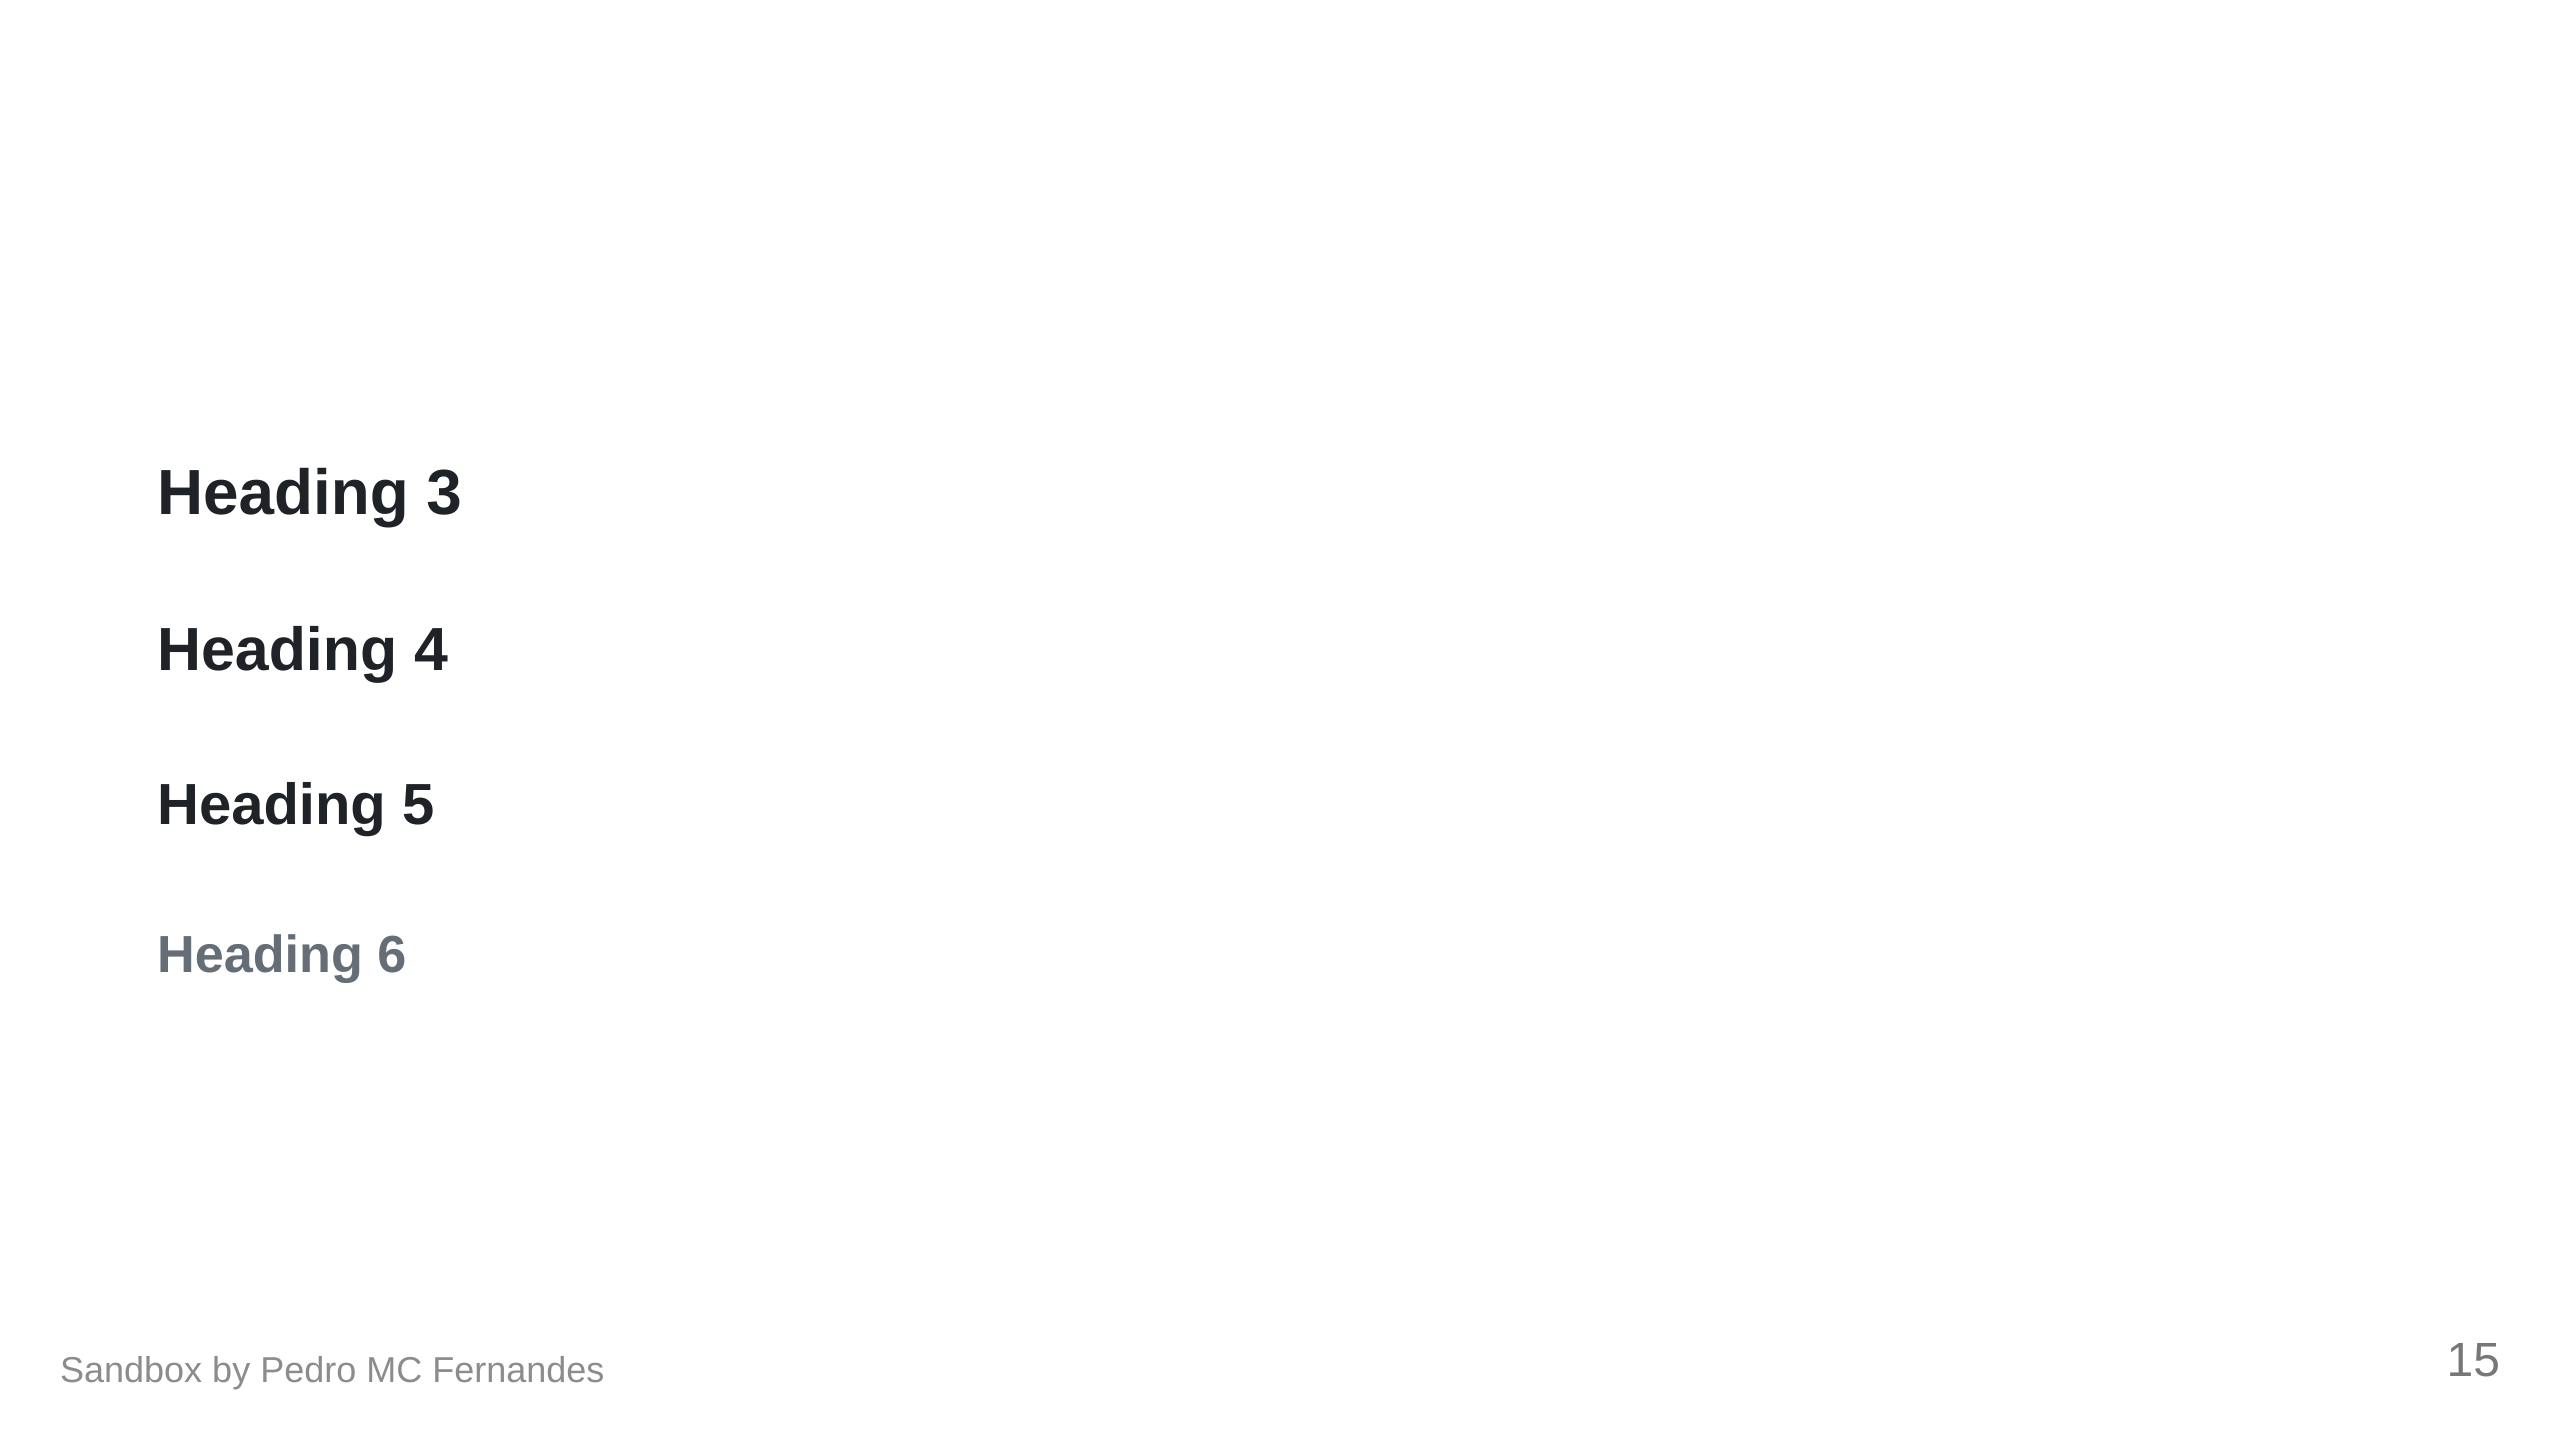 Heading 3
Heading 4
Heading 5
Heading 6
Sandbox by Pedro MC Fernandes
15